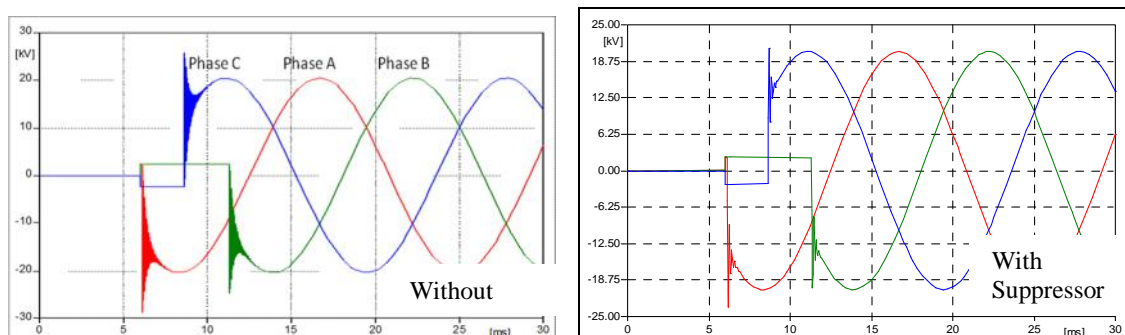 30
[kV]
20
10
0
-10
-20
-30
Phase C Phase A Phase B
Without
0 5 10 15 20 25 [ms] 30
25.00
[kV]
18.75
12.50
6.25
0.00
-6.25
-12.50
-18.75
-25.00
With
Suppressor
0 5 10 15 20 25 [ms] 30